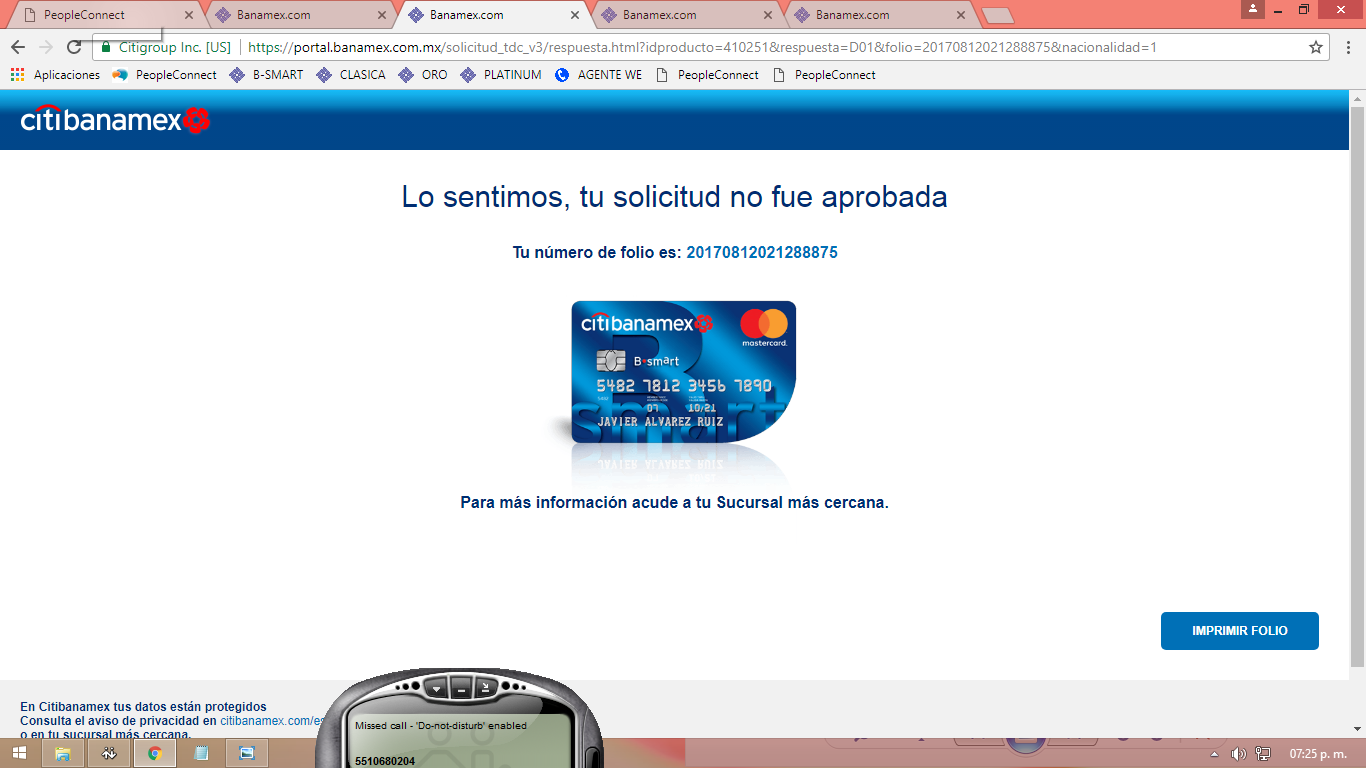 PeopleConnect
Banamex.com
Banamex.com
Banamex.com
Banamex.com
Citigroup Inc. [US]
https://portal.banamex.com.mx/solicitud_tdc_v3/respuesta.html?idproducto=410251&respuesta=D01&folio=20170812021288875&nacionalidad=1
Aplicaciones PeopleConnect B-SMART CLASICA ORO PLATINUM AGENTE WE PeopleConnect PeopleConnect
citibanamex
Lo sentimos, tu solicitud no fue aprobada
Tu número de folio es: 20170812021288875
citibanamex
mastercard.
B•smart
5482 7812 3456 7890
07 10/21
JAVIER ALVAREZ RUIZ
smart
Para más información acude a tu Sucursal más cercana.
IMPRIMIR FOLIO
En Citibanamex tus datos están protegidos
Consulta el aviso de privacidad en citibanamex.com/es
o en tu sucursal más cercana.
Missed call - 'Do-not-disturb' enabled
5510680204
07:25 p. m.